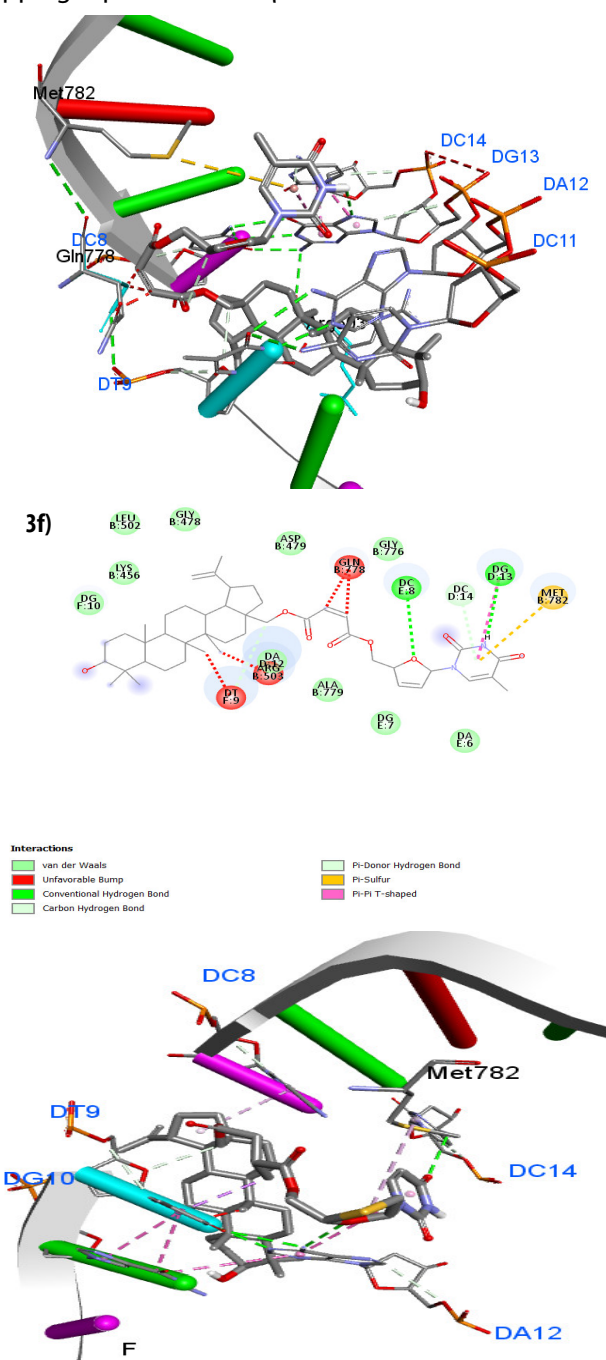 Met782
DC14
DG13
DA12
DC8
DC11
Gln778
DT9
3f)
LEU
B:502
GLY
B:478
ASP
B:479
GLY
B:776
LYS
B:456
GLN
B:778
DG
F:10
DC
E:8
DC
D:14
DG
D:13
MET
B:782
H
N
N
O
O
O
O
O
O
O
H
O
DA
D:12
ARG
B:503
DT
F:9
ALA
B:779
DG
E:7
DA
E:6
Interactions
van der Waals
Unfavorable Bump
Conventional Hydrogen Bond
Carbon Hydrogen Bond
Pi-Donor Hydrogen Bond
Pi-Sulfur
Pi-Pi T-shaped
DC8
Met782
DT9
DC14
DG10
DA12
F